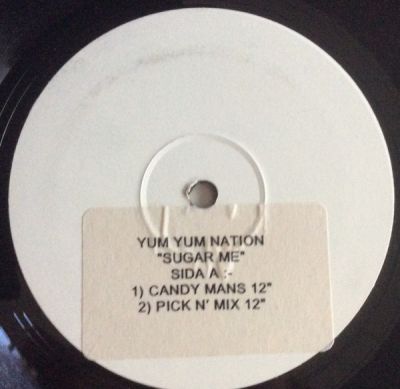 YUM YUM NATION
"SUGAR ME"
SIDA A :-
1) CANDY MANS 12"
2) PICK N' MIX 12"